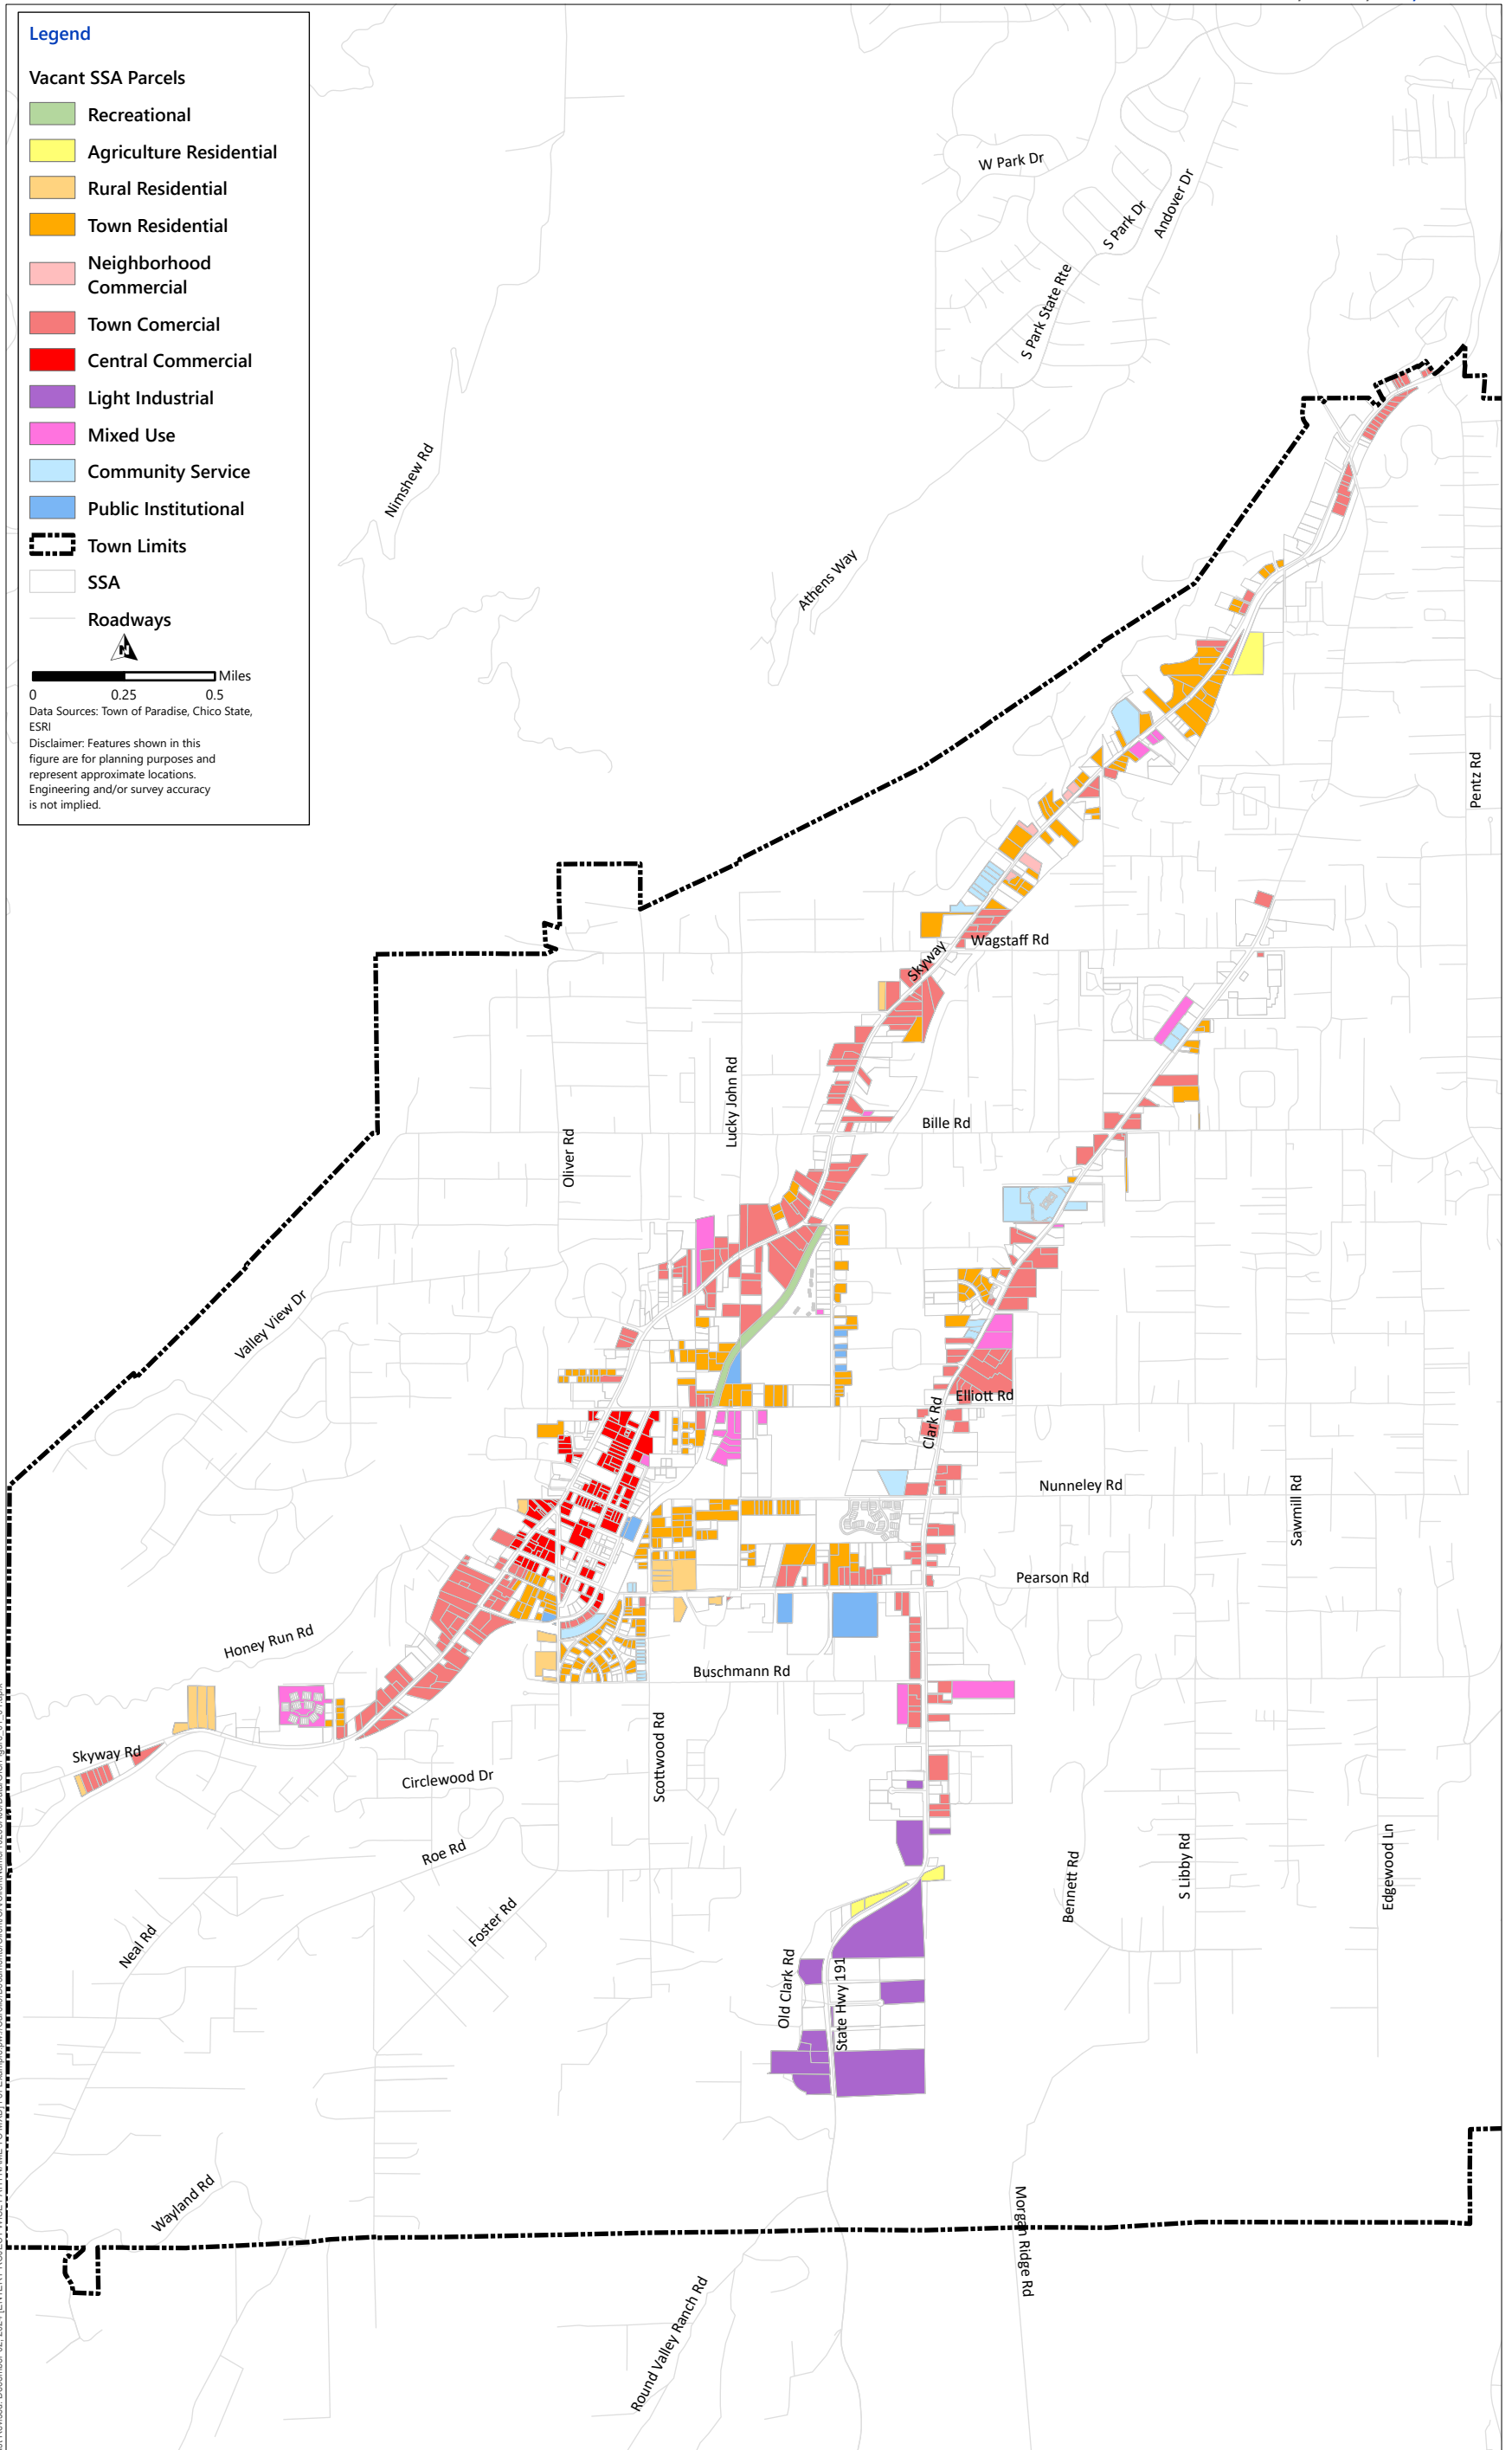 Legend
Vacant SSA Parcels
Recreational
Agriculture Residential
Rural Residential
Town Residential
Neighborhood
Commercial
Town Comercial
Central Commercial
Light Industrial
Mixed Use
Community Service
Public Institutional
Town Limits
SSA
Roadways
N
Miles
0 0.25 0.5
Data Sources: Town of Paradise, Chico State,
ESRI
Disclaimer: Features shown in this
figure are for planning purposes and
represent approximate locations.
Engineering and/or survey accuracy
is not implied.
W Park Dr
S Park Dr
Andover Dr
S Park State Rte
Nimshew Rd
Athens Way
Pentz Rd
Wagstaff Rd
Skyway
Lucky John Rd
Bille Rd
Oliver Rd
Valley View Dr
Elliott Rd
Clark Rd
Nunneley Rd
Sawmill Rd
Pearson Rd
Honey Run Rd
Buschmann Rd
Skyway Rd
Scottwood Rd
Circlewood Dr
Roe Rd
Foster Rd
Neal Rd
Bennett Rd
S Libby Rd
Edgewood Ln
Old Clark Rd
State Hwy 191
Wayland Rd
Morgan Ridge Rd
Round Valley Ranch Rd